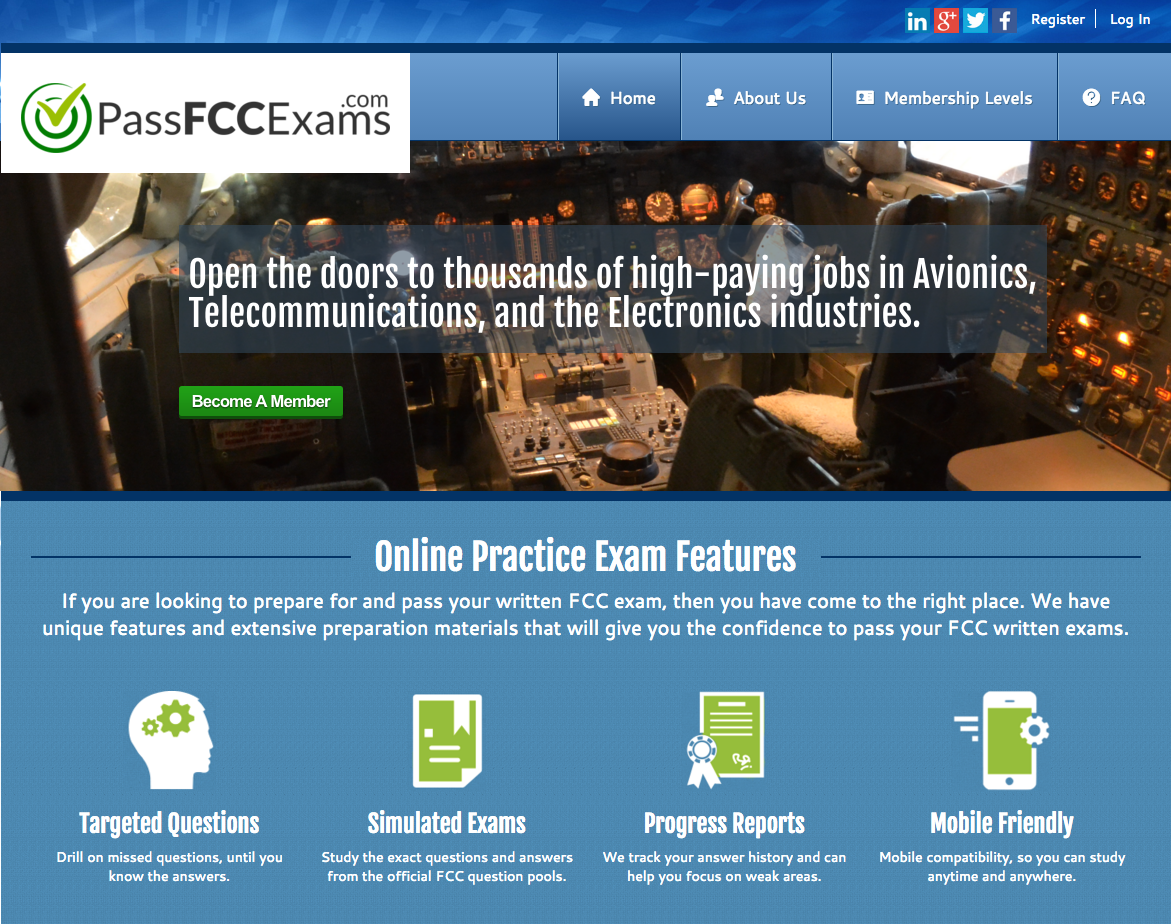 Register
Log In
PassFCCExams.com
Home
About Us
Membership Levels
FAQ
Open the doors to thousands of high-paying jobs in Avionics,
Telecommunications, and the Electronics industries.
Become A Member
Online Practice Exam Features
If you are looking to prepare for and pass your written FCC exam, then you have come to the right place. We have
unique features and extensive preparation materials that will give you the confidence to pass your FCC written exams.
Targeted Questions
Drill on missed questions, until you
know the answers.
Simulated Exams
Study the exact questions and answers
from the official FCC question pools.
Progress Reports
We track your answer history and can
help you focus on weak areas.
Mobile Friendly
Mobile compatibility, so you can study
anytime and anywhere.